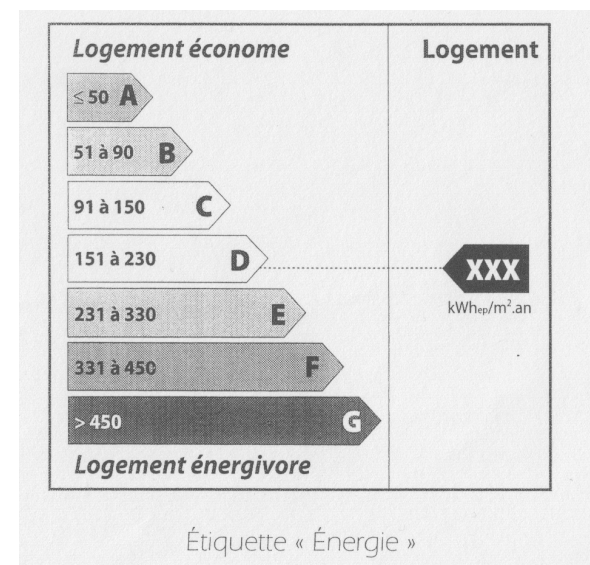 Logement économe
Logement
≤ 50 A
51 à 90 B
91 à 150 C
151 à 230 D
XXX
kWhep/m².an
231 à 330 E
331 à 450 F
> 450 G
Logement énergivore
Étiquette « Énergie »